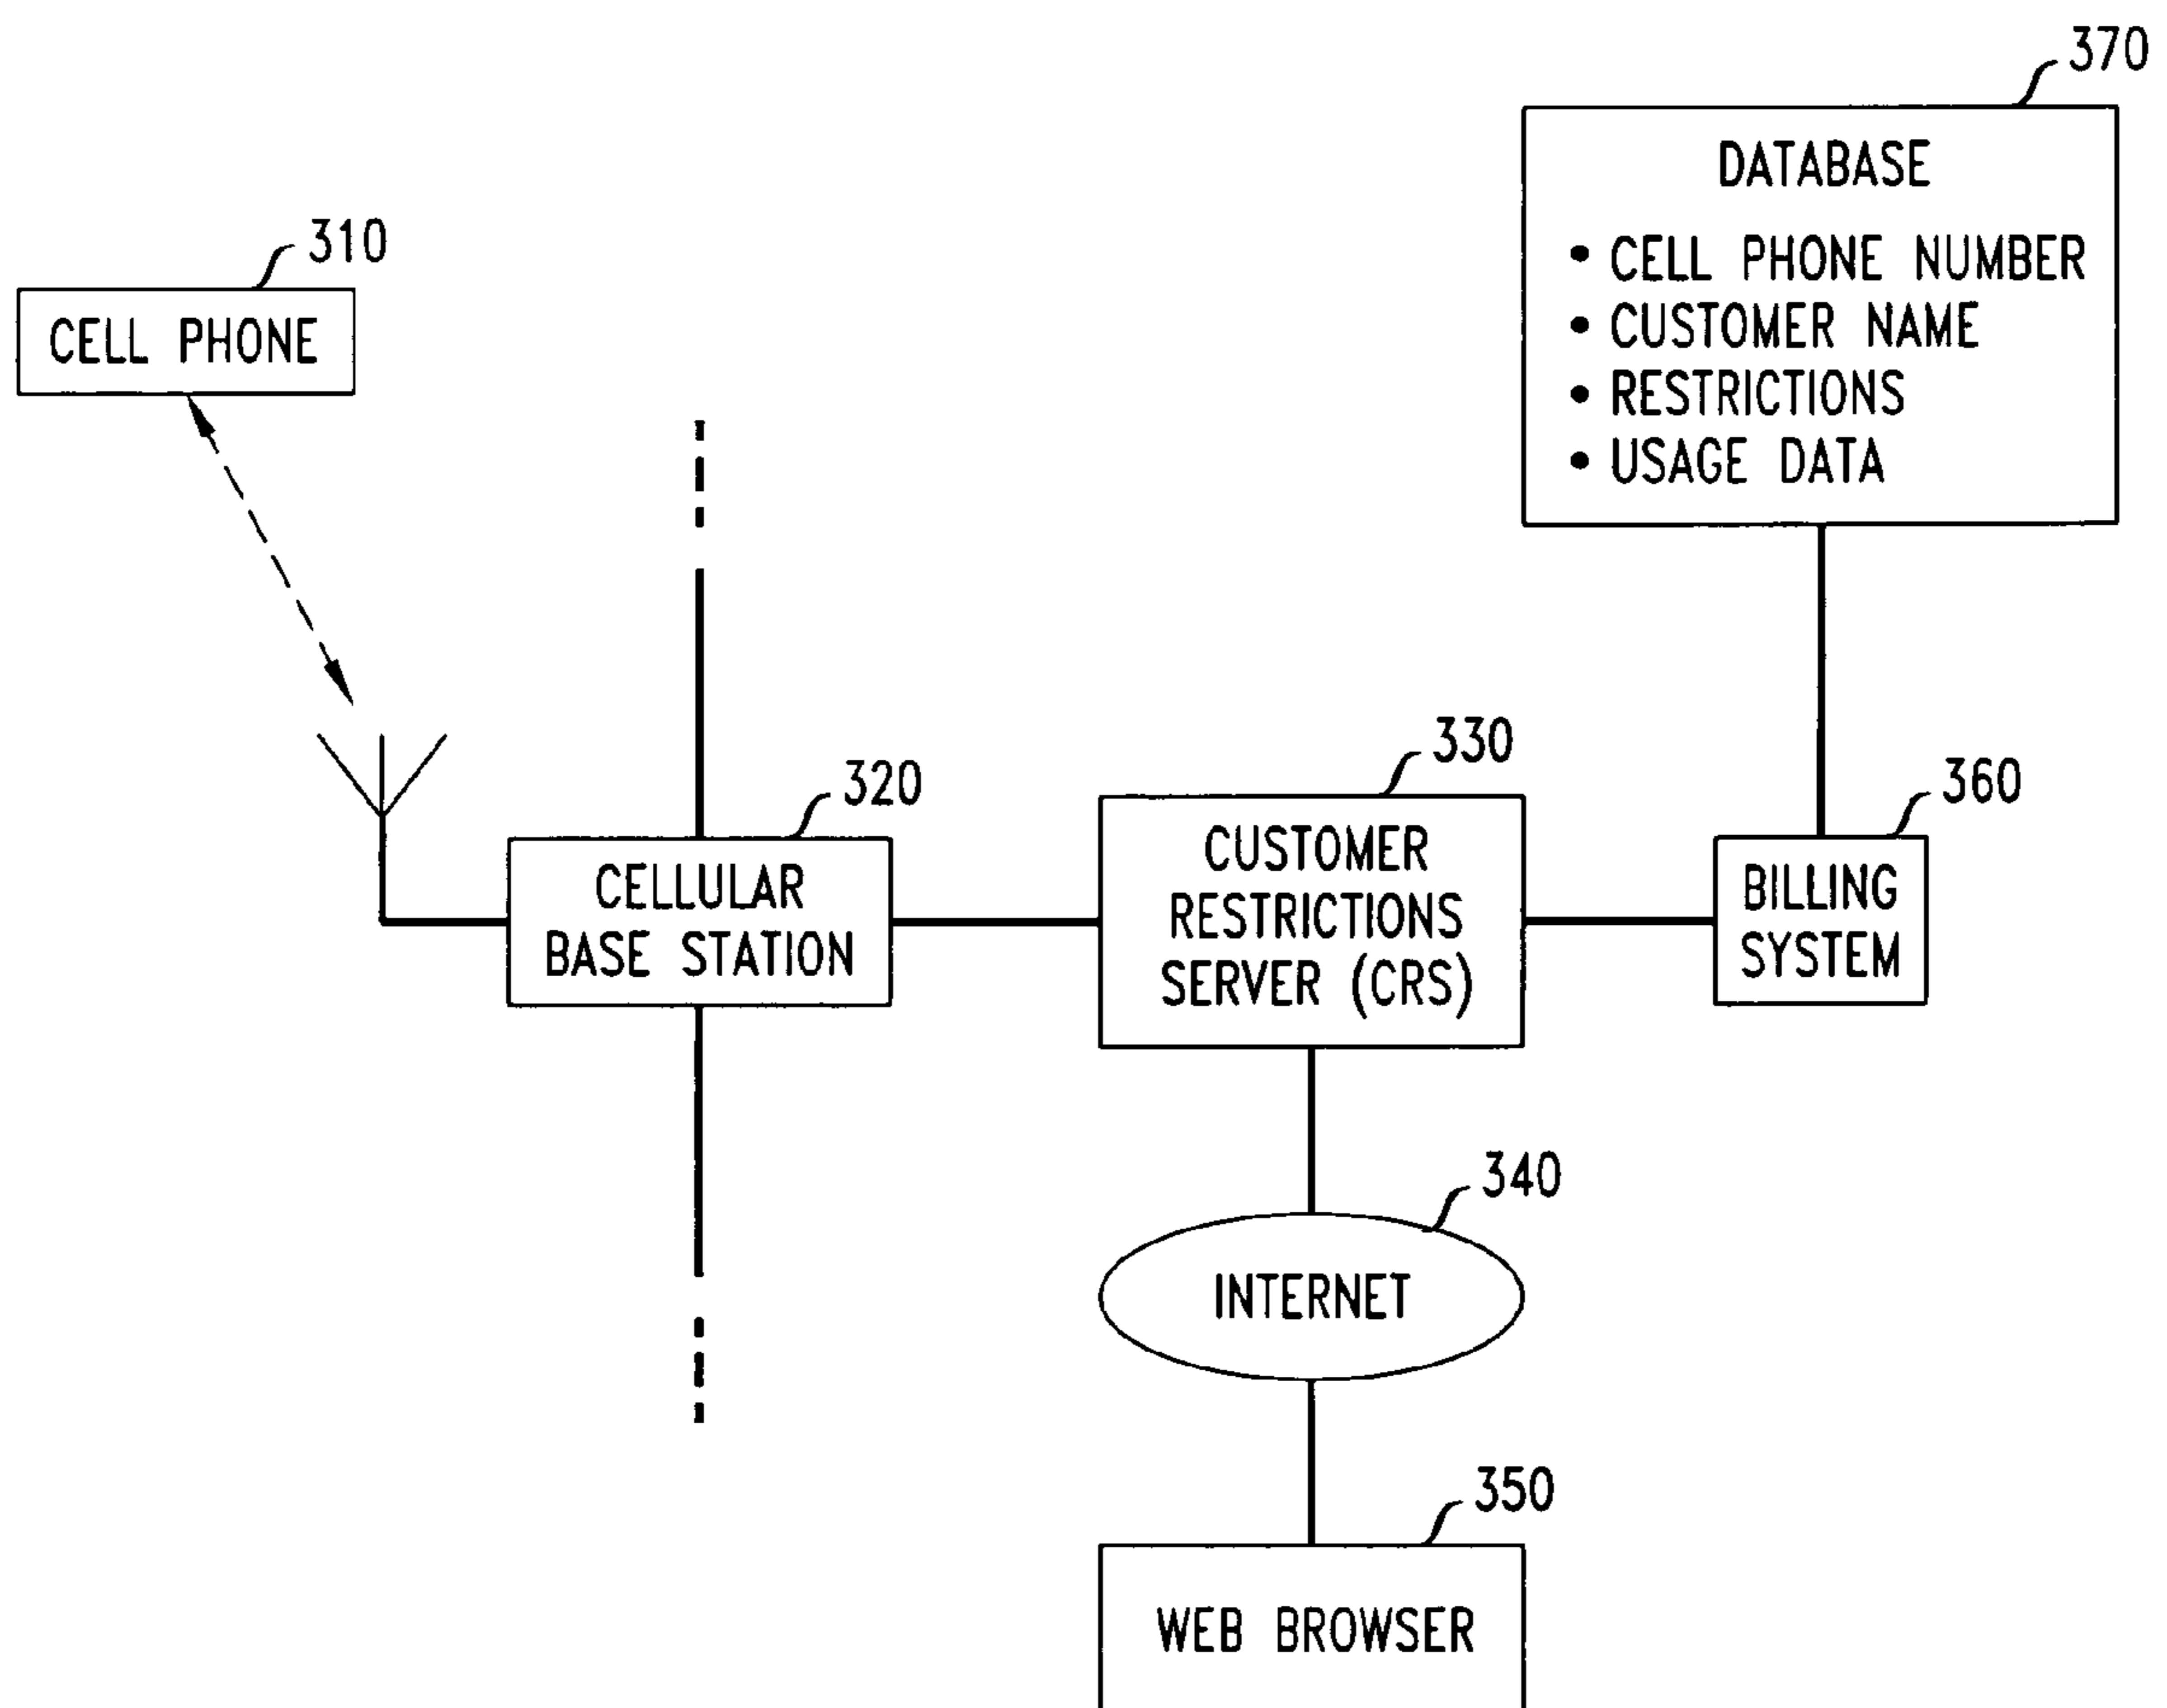 370
DATABASE
• CELL PHONE NUMBER
• CUSTOMER NAME
• RESTRICTIONS
• USAGE DATA
310
CELL PHONE
320
CELLULAR
BASE STATION
330
CUSTOMER
RESTRICTIONS
SERVER (CRS)
360
BILLING
SYSTEM
340
INTERNET
350
WEB BROWSER